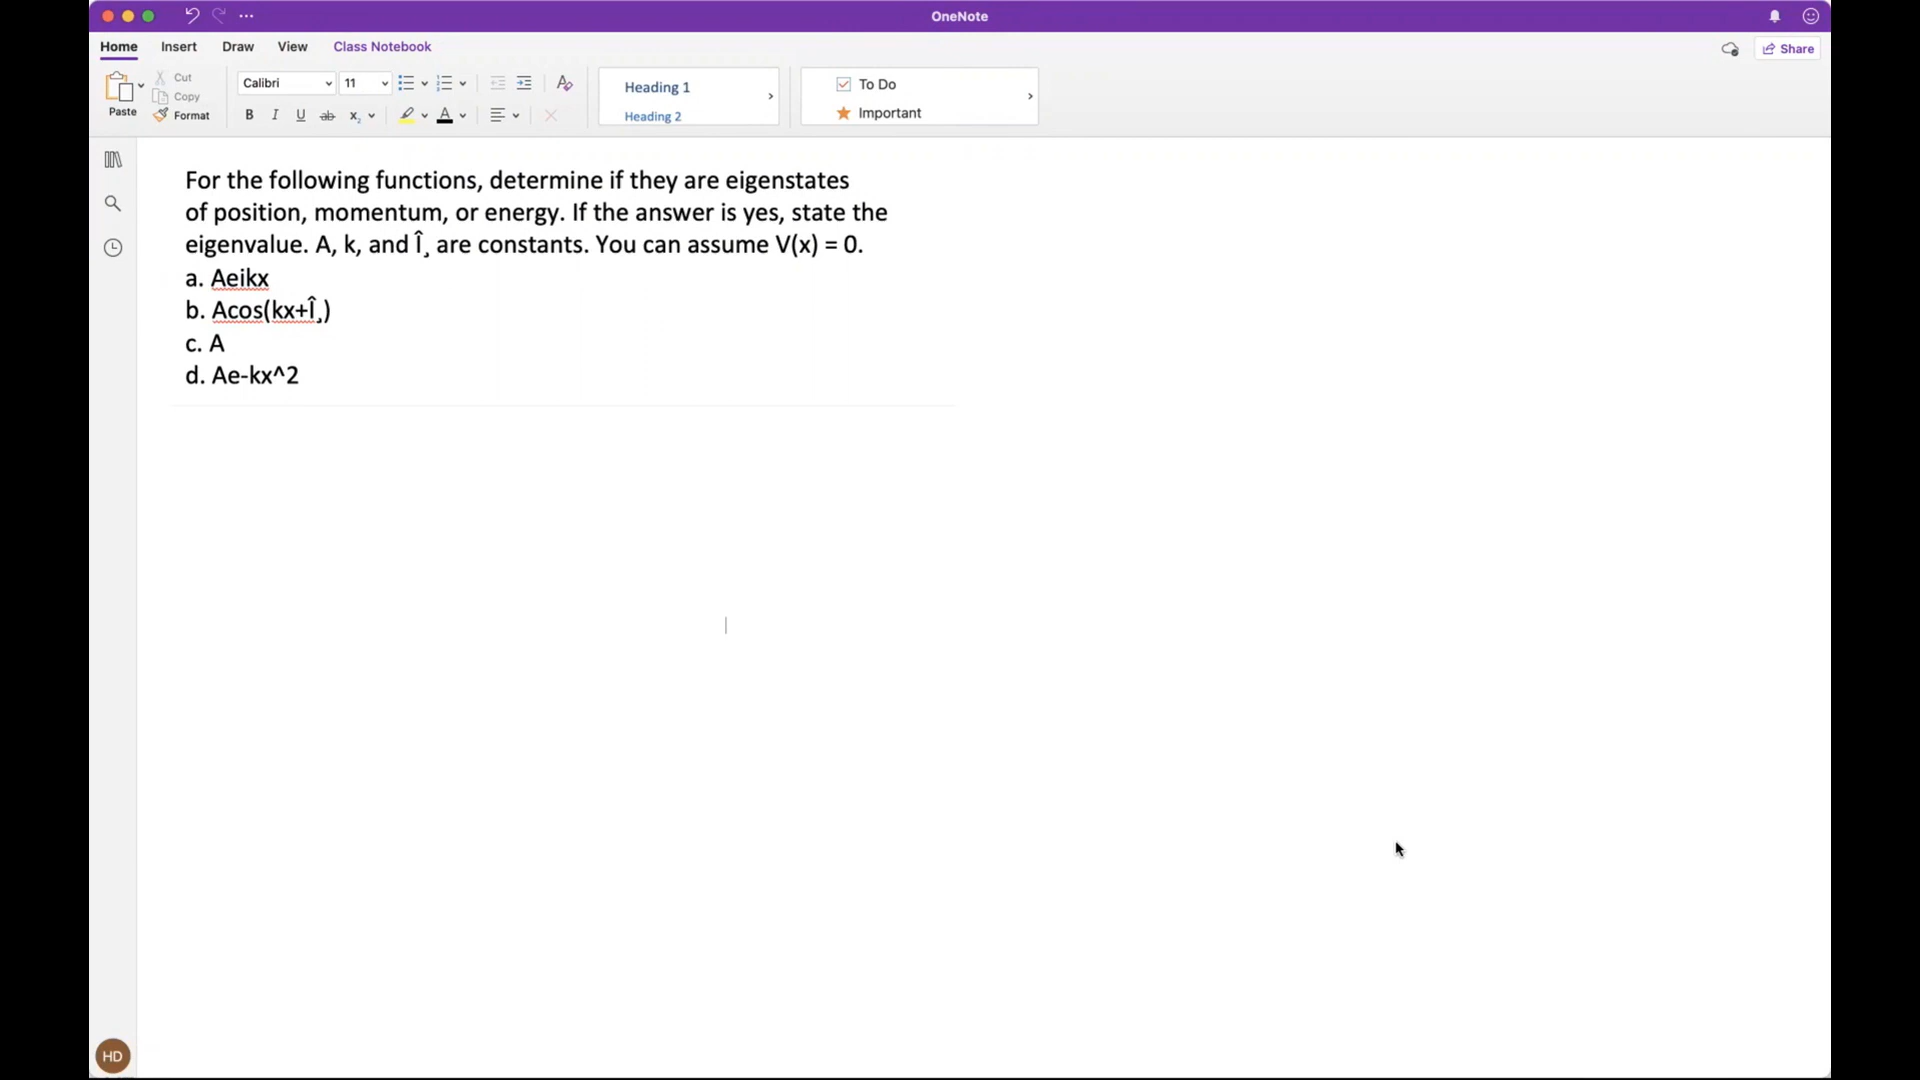 OneNote
Home Insert Draw View Class Notebook
Share
Paste
Cut
Copy
Format
Calibri 11
B I U ab x₂ A
Heading 1
Heading 2
To Do
Important
For the following functions, determine if they are eigenstates
of position, momentum, or energy. If the answer is yes, state the
eigenvalue. A, k, and Î¸ are constants. You can assume V(x) = 0.
a. Aeikx
b. Acos(kx+Î¸)
c. A
d. Ae-kx^2
HD